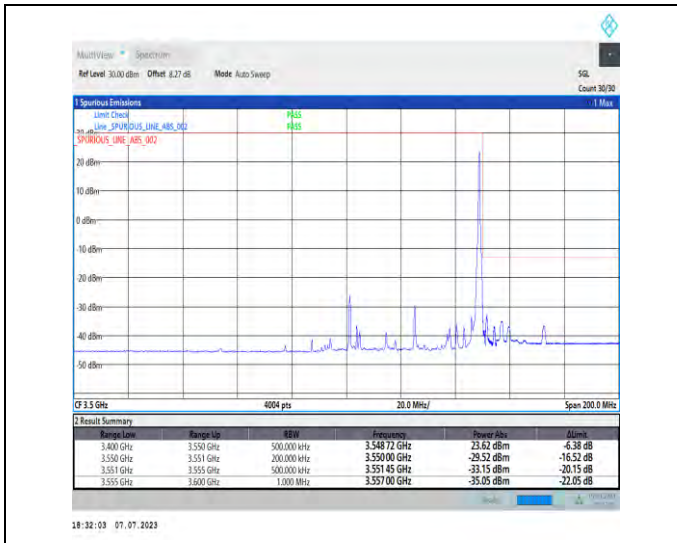 MultiView Spectrum
Ref Level 30.00 dBm Offset 8.27 dB Mode Auto Sweep SGL
Count 30/30
1 Spurious Emissions 1 Max
Limit Check PASS
Line _SPURIOUS_LINE_ABS_002 PASS
30 dBm
SPURIOUS_LINE_ABS_002
20 dBm
10 dBm
0 dBm
-10 dBm
-20 dBm
-30 dBm
-40 dBm
-50 dBm
CF 3.5 GHz 4004 pts 20.0 MHz/ Span 200.0 MHz
2 Result Summary
Range Low Range Up RBW Frequency Power Abs ΔLimit
3.400 GHz 3.550 GHz 500.000 kHz 3.548 72 GHz 23.62 dBm -6.38 dB
3.550 GHz 3.551 GHz 200.000 kHz 3.550 00 GHz -29.52 dBm -16.52 dB
3.551 GHz 3.555 GHz 500.000 kHz 3.551 45 GHz -33.15 dBm -20.15 dB
3.555 GHz 3.600 GHz 1.000 MHz 3.557 00 GHz -35.05 dBm -22.05 dB
18:32:03 07.07.2023